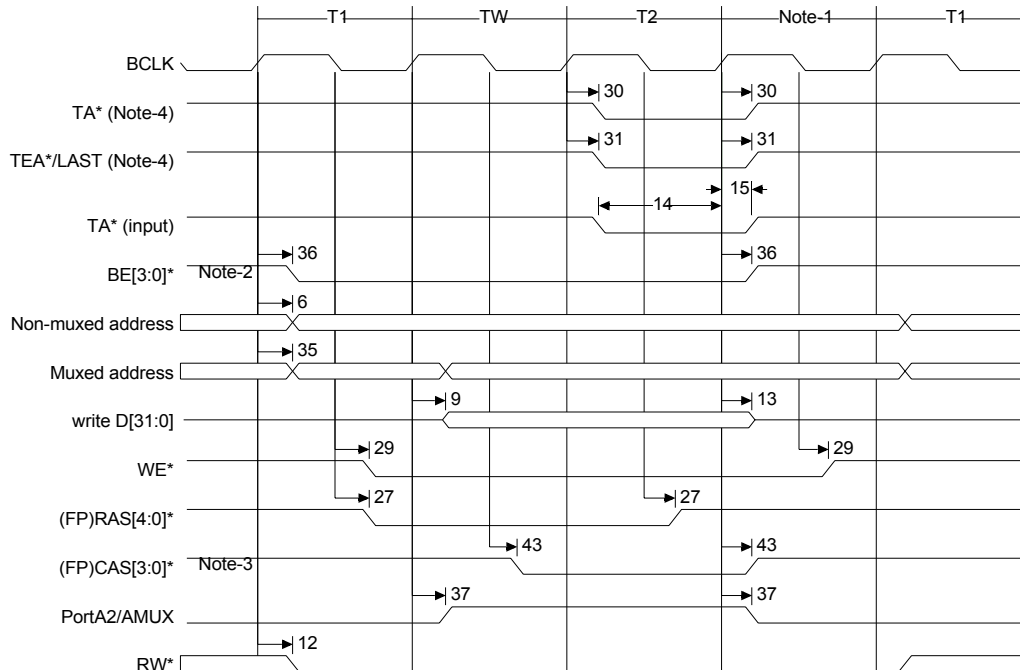 T1 TW T2 Note-1 T1
BCLK
30 30
TA* (Note-4)
31 31
TEA*/LAST (Note-4)
15
14
TA* (input)
36 36
BE[3:0]* Note-2
6
Non-muxed address
35
Muxed address
9 13
write D[31:0]
29 29
WE*
27 27
(FP)RAS[4:0]*
43 43
(FP)CAS[3:0]* Note-3
37 37
PortA2/AMUX
12
RW*